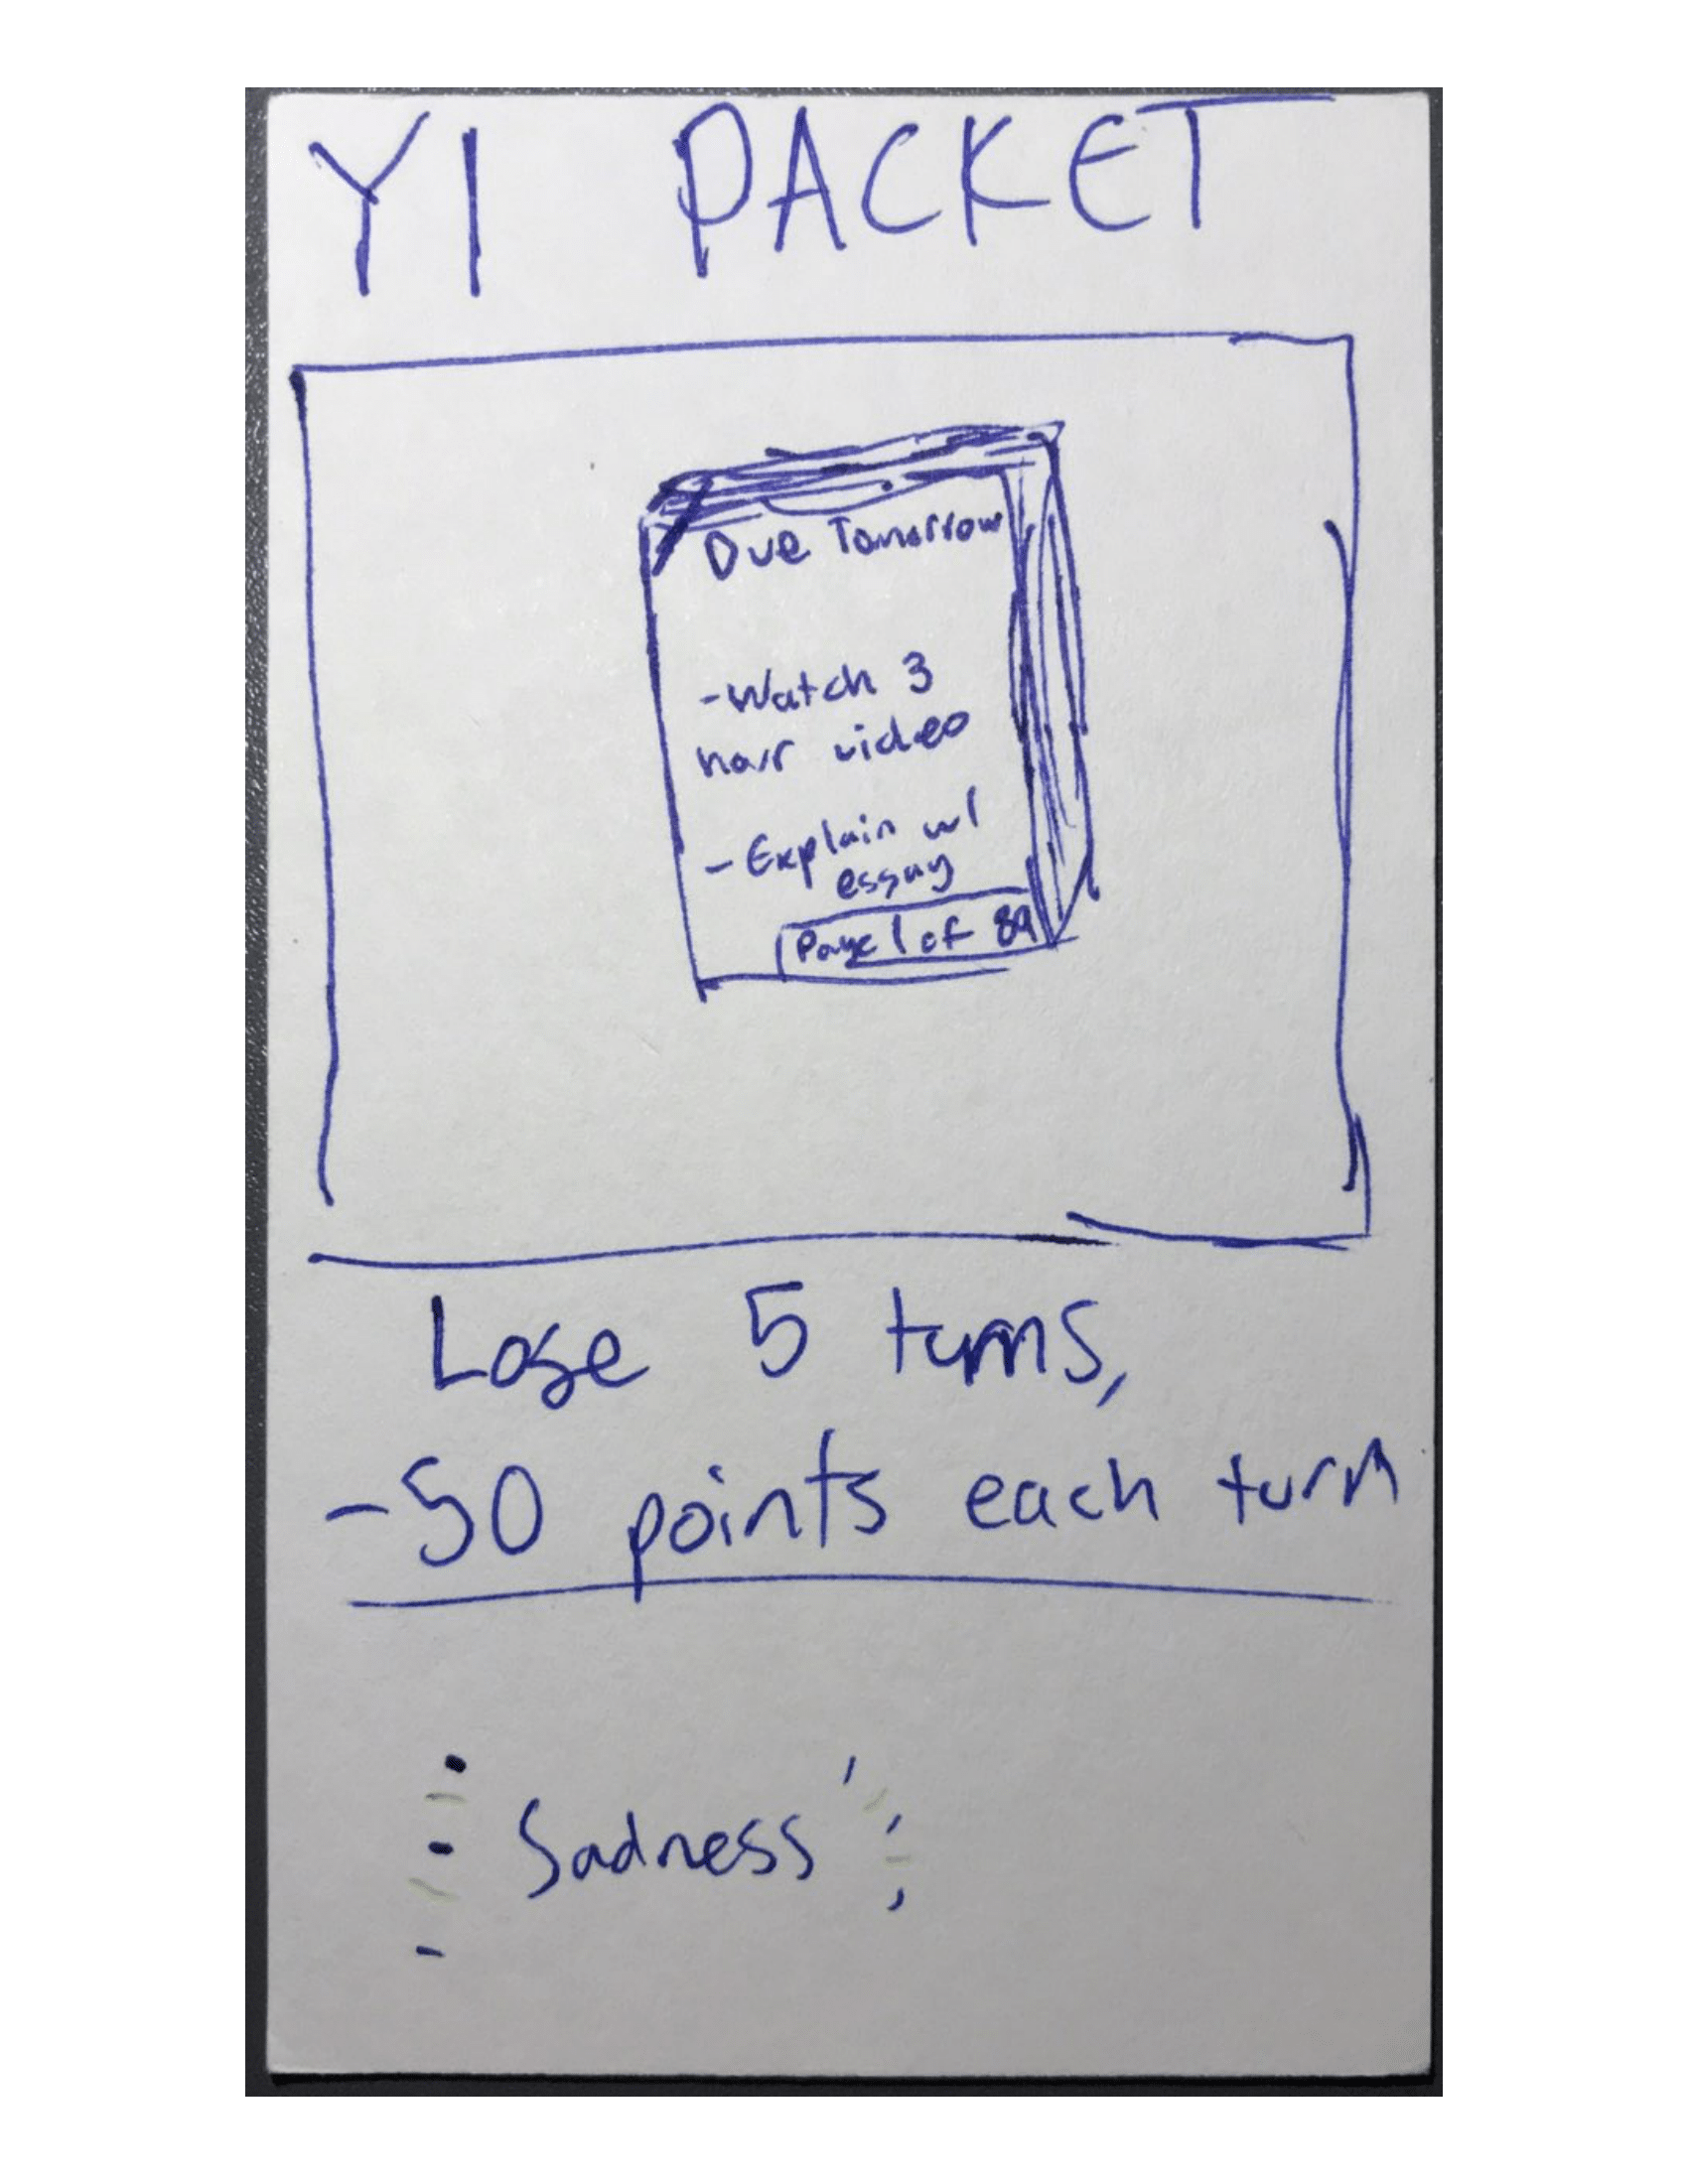 YI PACKET
Due Tomorrow
- Watch 3
hour video
- Explain w/
essay
Page 1 of 89
Lose 5 turns,
-50 points each turn
Sadness